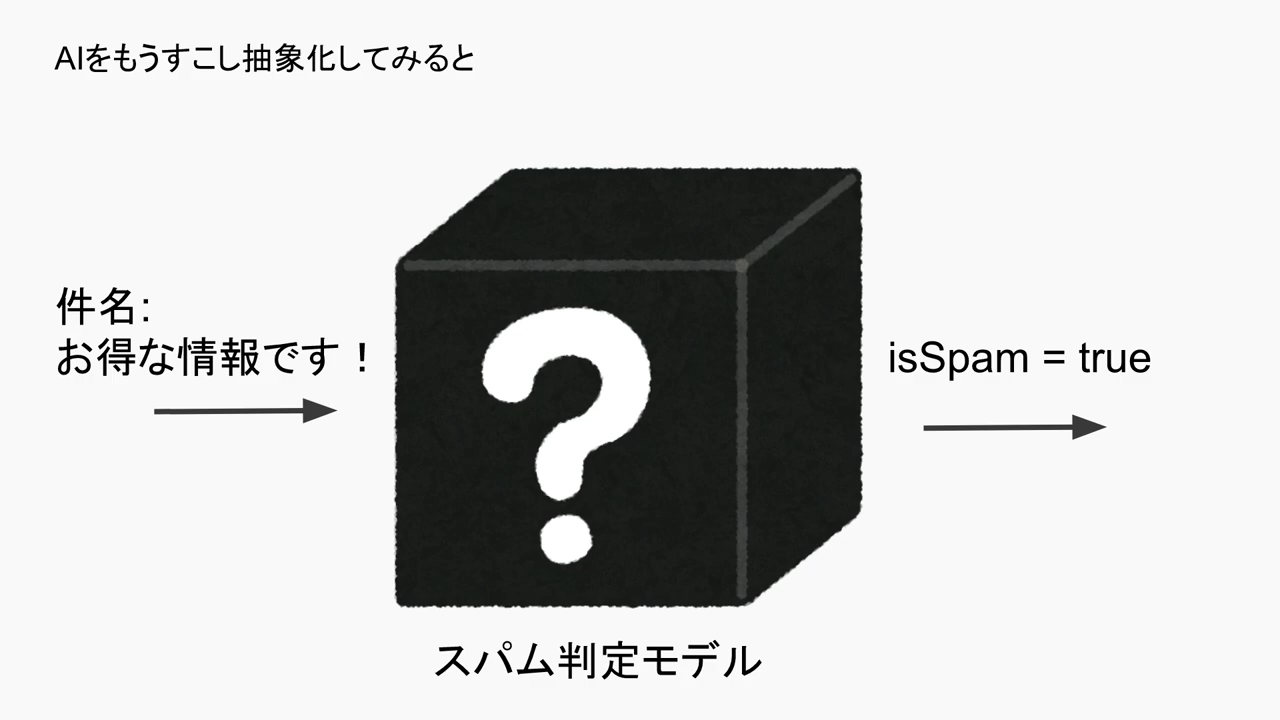 AIをもうすこし抽象化してみると
件名:
お得な情報です！
?
isSpam = true
スパム判定モデル